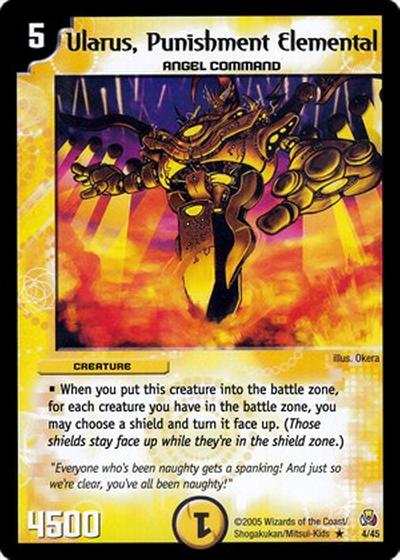 5 Ularus, Punishment Elemental
ANGEL COMMAND
illus. Okera
CREATURE
▪ When you put this creature into the battle zone,
for each creature you have in the battle zone, you
may choose a shield and turn it face up. (Those
shields stay face up while they're in the shield zone.)
"Everyone who's been naughty gets a spanking! And just so
we're clear, you've all been naughty!"
4500
1
©2005 Wizards of the Coast/
Shogakukan/Mitsui-Kids ★ 4/45